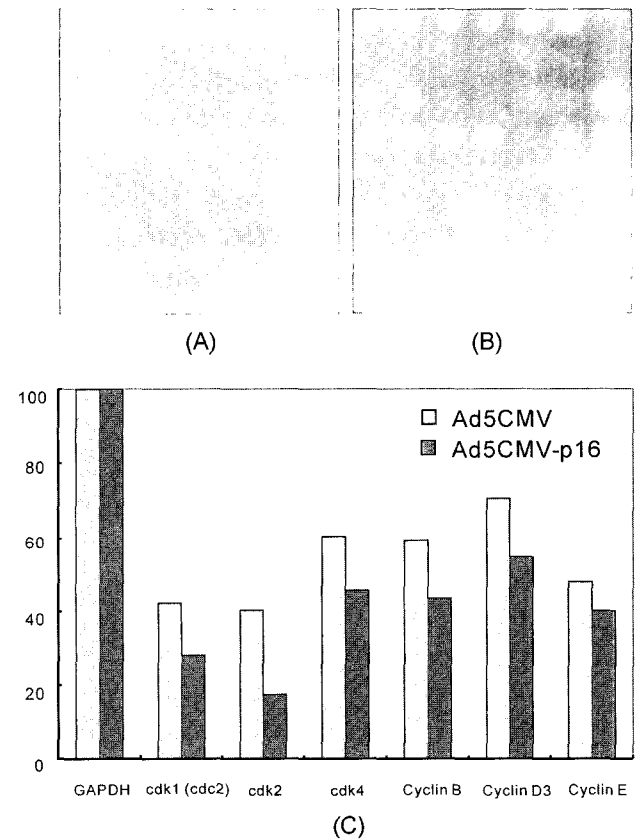 (A)
(B)
100
80
60
40
20
0
Ad5CMV
Ad5CMV-p16
GAPDH
cdk1 (cdc2)
cdk2
cdk4
Cyclin B
Cyclin D3
Cyclin E
(C)